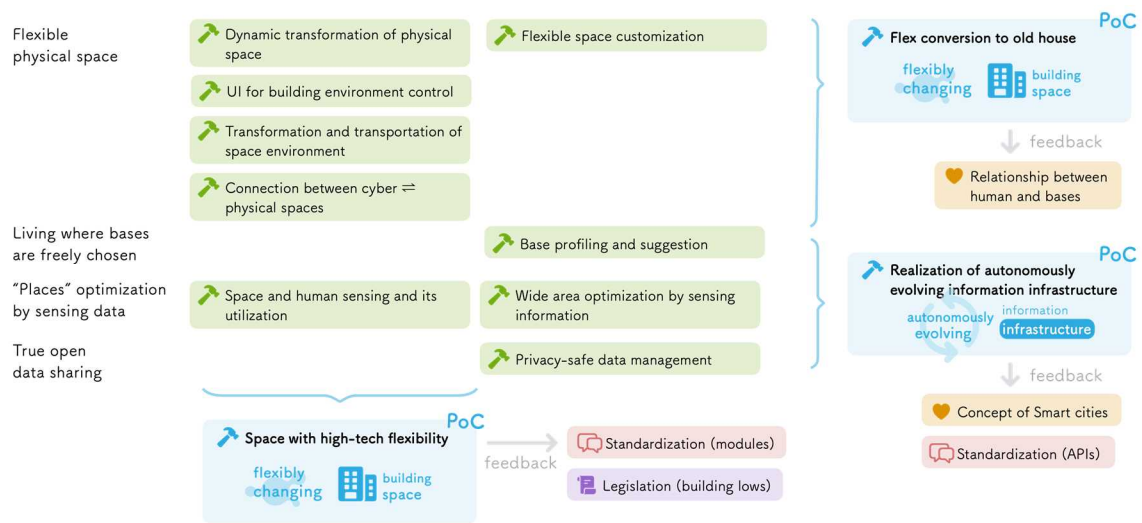 Flexible
physical space
Dynamic transformation of physical
space
Flexible space customization
UI for building environment control
Transformation and transportation of
space environment
Connection between cyber ⇌
physical spaces
PoC
Flex conversion to old house
flexibly
changing
building
space
feedback
Relationship between
human and bases
Living where bases
are freely chosen
Base profiling and suggestion
"Places" optimization
by sensing data
Space and human sensing and its
utilization
Wide area optimization by sensing
information
True open
data sharing
Privacy-safe data management
PoC
Realization of autonomously
evolving information infrastructure
autonomously
evolving
information
infrastructure
feedback
Concept of Smart cities
Standardization (APIs)
PoC
Space with high-tech flexibility
flexibly
changing
building
space
feedback
Standardization (modules)
Legislation (building lows)